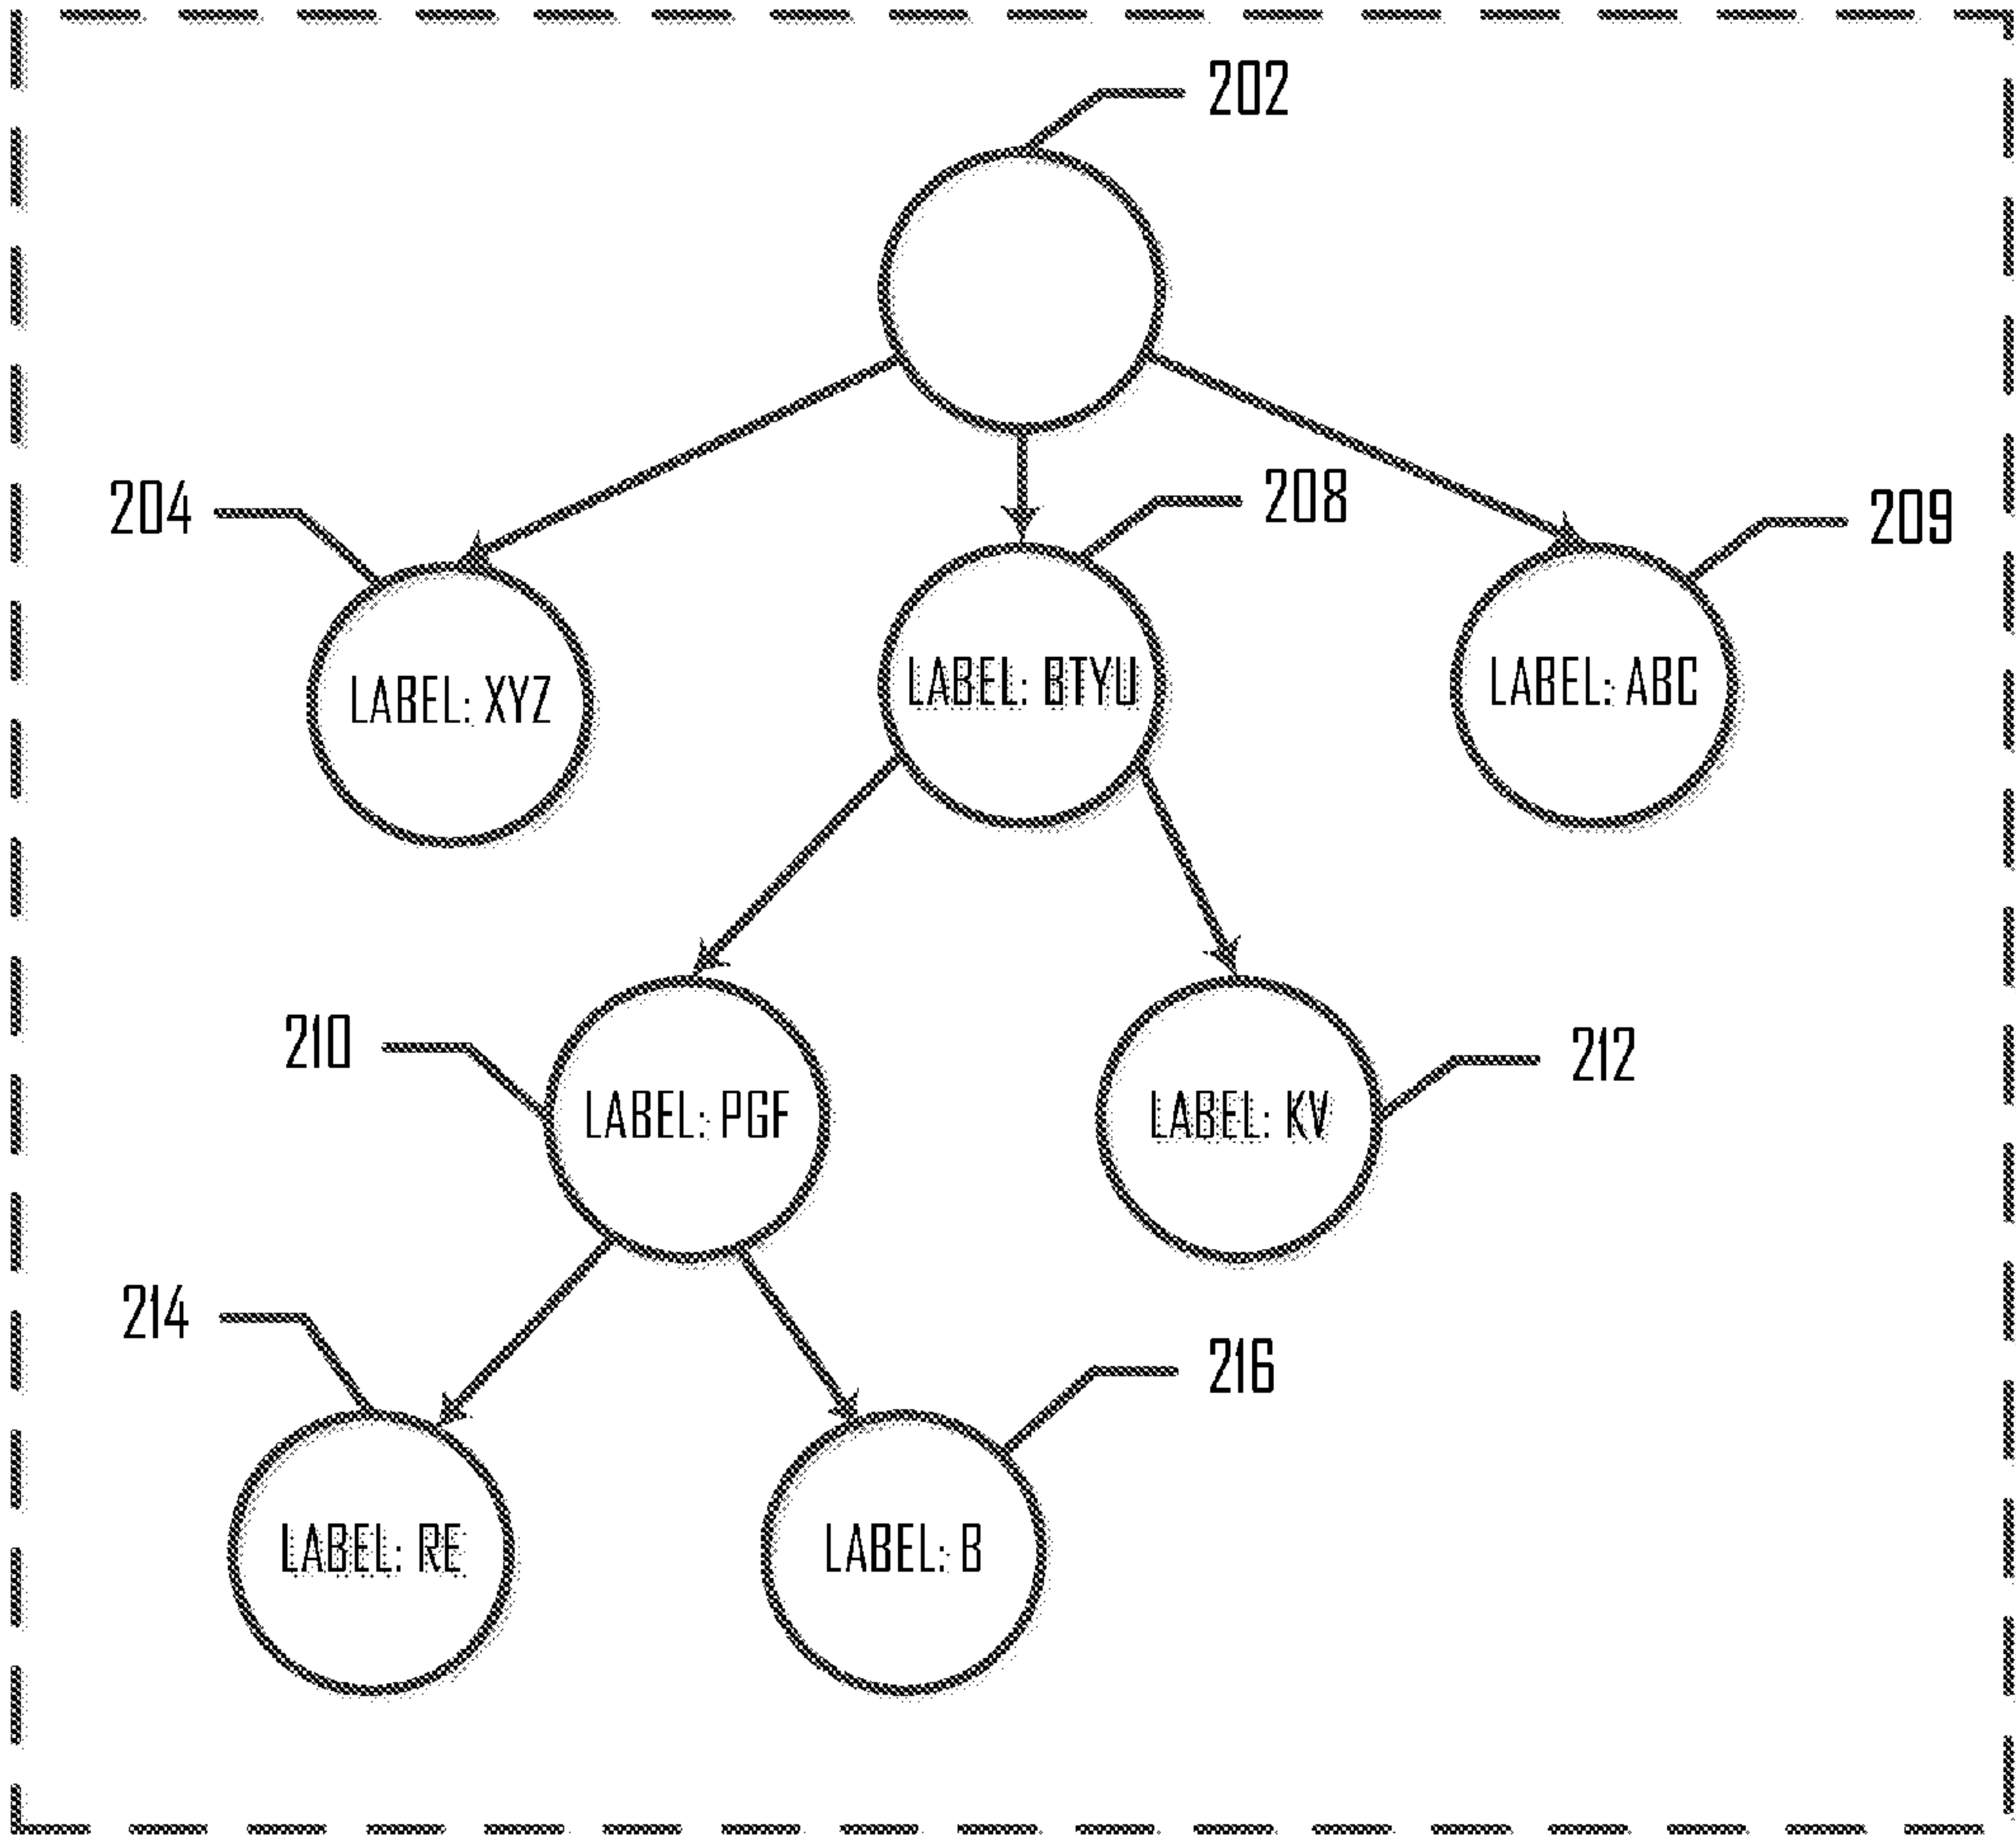 202
204
208
209
LABEL: XYZ
LABEL: BTYU
LABEL: ABC
210
212
LABEL: PGF
LABEL: KV
214
216
LABEL: RE
LABEL: B